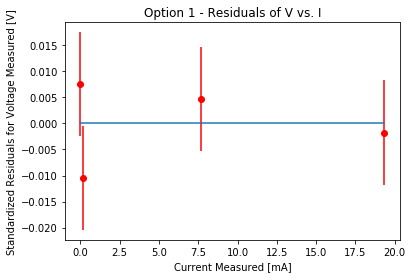 Option 1 - Residuals of V vs. I
Standardized Residuals for Voltage Measured [V]
0.015
0.010
0.005
0.000
−0.005
−0.010
−0.015
−0.020
0.0 2.5 5.0 7.5 10.0 12.5 15.0 17.5 20.0
Current Measured [mA]